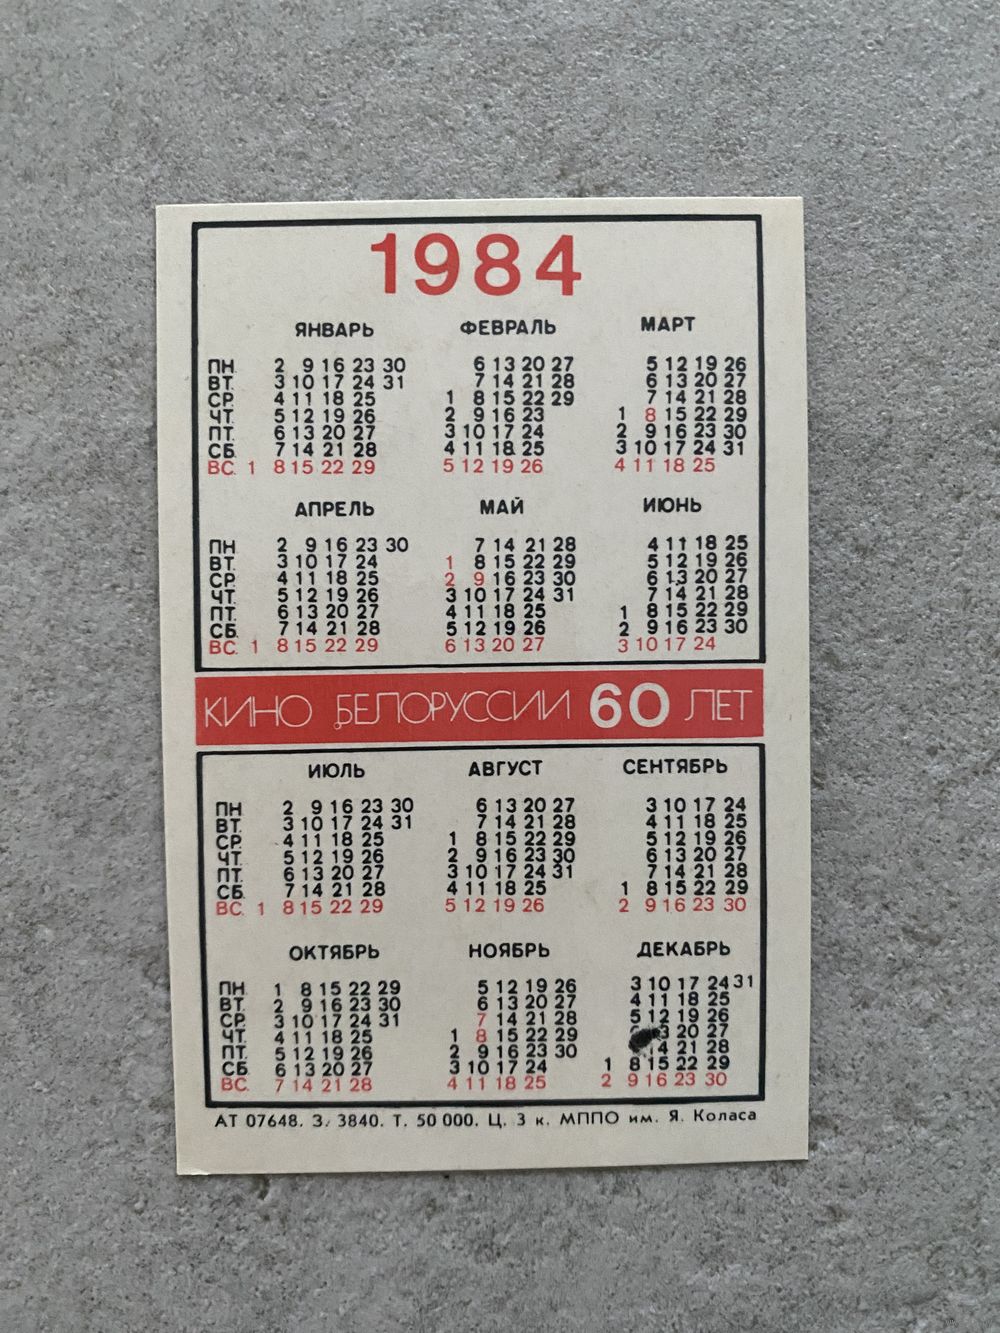 1984
ЯНВАРЬ ФЕВРАЛЬ МАРТ
ПН. 2 9 16 23 30 6 13 20 27 5 12 19 26
ВТ. 3 10 17 24 31 7 14 21 28 6 13 20 27
СР. 4 11 18 25 1 8 15 22 29 7 14 21 28
ЧТ. 5 12 19 26 2 9 16 23 1 8 15 22 29
ПТ. 6 13 20 27 3 10 17 24 2 9 16 23 30
СБ. 7 14 21 28 4 11 18 25 3 10 17 24 31
ВС. 1 8 15 22 29 5 12 19 26 4 11 18 25
АПРЕЛЬ МАЙ ИЮНЬ
ПН. 2 9 16 23 30 7 14 21 28 4 11 18 25
ВТ. 3 10 17 24 1 8 15 22 29 5 12 19 26
СР. 4 11 18 25 2 9 16 23 30 6 13 20 27
ЧТ. 5 12 19 26 3 10 17 24 31 7 14 21 28
ПТ. 6 13 20 27 4 11 18 25 1 8 15 22 29
СБ. 7 14 21 28 5 12 19 26 2 9 16 23 30
ВС. 1 8 15 22 29 6 13 20 27 3 10 17 24
КИНО БЕЛОРУССИИ 60 ЛЕТ
ИЮЛЬ АВГУСТ СЕНТЯБРЬ
ПН. 2 9 16 23 30 6 13 20 27 3 10 17 24
ВТ. 3 10 17 24 31 7 14 21 28 4 11 18 25
СР. 4 11 18 25 1 8 15 22 29 5 12 19 26
ЧТ. 5 12 19 26 2 9 16 23 30 6 13 20 27
ПТ. 6 13 20 27 3 10 17 24 31 7 14 21 28
СБ. 7 14 21 28 4 11 18 25 1 8 15 22 29
ВС. 1 8 15 22 29 5 12 19 26 2 9 16 23 30
ОКТЯБРЬ НОЯБРЬ ДЕКАБРЬ
ПН. 1 8 15 22 29 5 12 19 26 3 10 17 24 31
ВТ. 2 9 16 23 30 6 13 20 27 4 11 18 25
СР. 3 10 17 24 31 7 14 21 28 5 12 19 26
ЧТ. 4 11 18 25 1 8 15 22 29 20 27
ПТ. 5 12 19 26 2 9 16 23 30 21 28
СБ. 6 13 20 27 3 10 17 24 1 8 15 22 29
ВС. 7 14 21 28 4 11 18 25 2 9 16 23 30
АТ 07648. З. 3840. Т. 50 000. Ц. 3 к. МППО им. Я. Коласа